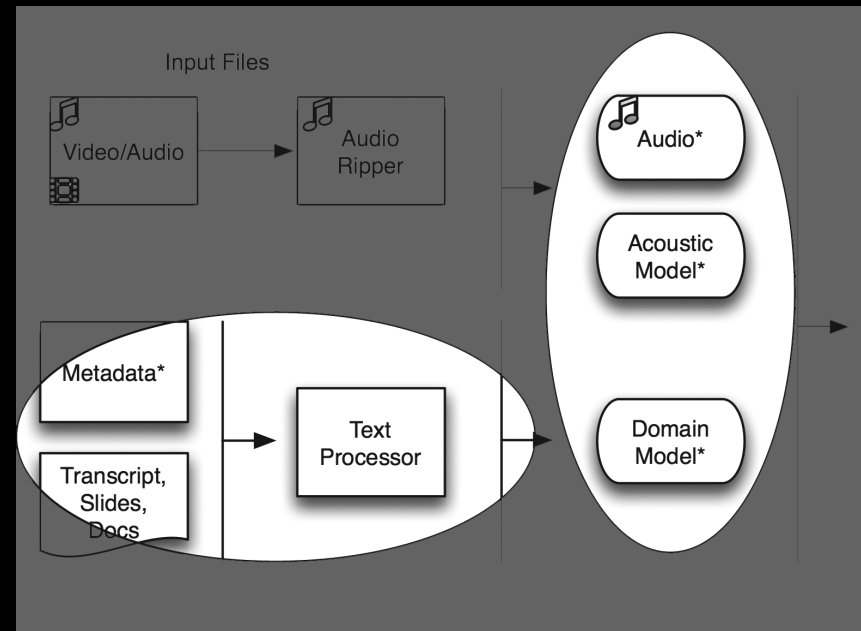 Input Files
Video/Audio
Audio
Ripper
Audio*
Acoustic
Model*
Metadata*
Transcript,
Slides,
Docs
Text
Processor
Domain
Model*